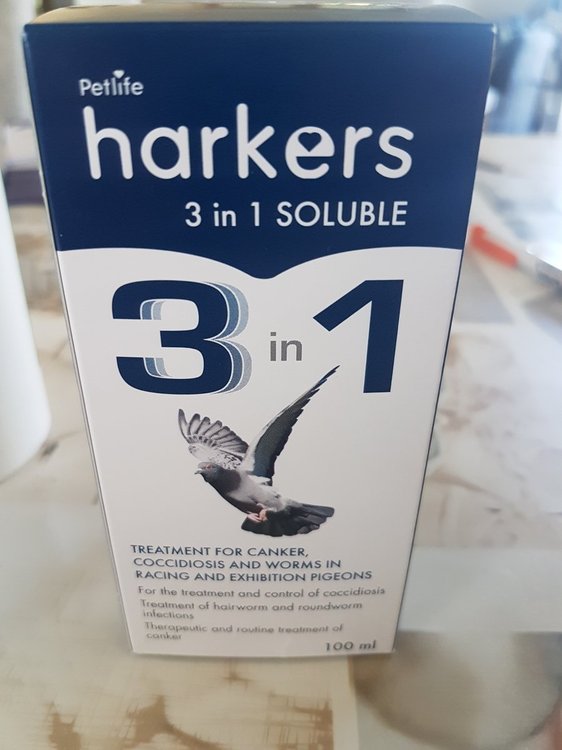 Petlife
harkers
3 in 1 SOLUBLE
3 in 1
TREATMENT FOR CANKER,
COCCIDIOSIS AND WORMS IN
RACING AND EXHIBITION PIGEONS
For the treatment and control of coccidiosis
Treatment of hairworm and roundworm
infections
Therapeutic and routine treatment of
canker
100 ml